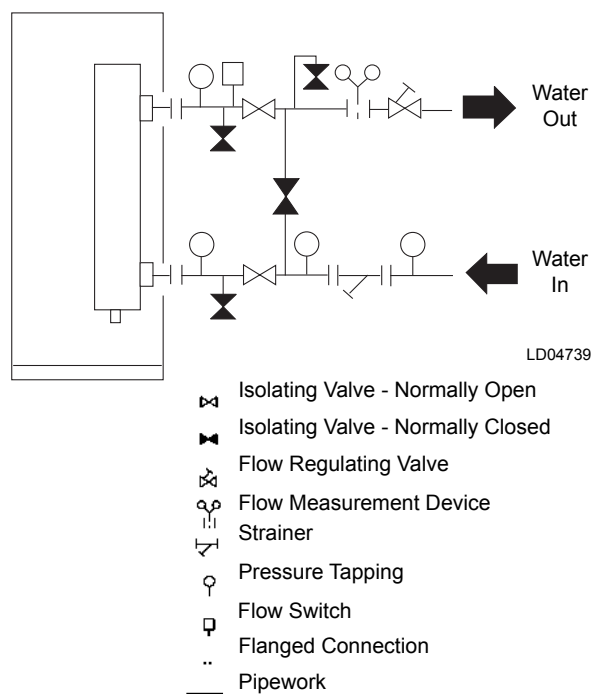 Water
Out
Water
In
LD04739
Isolating Valve - Normally Open
Isolating Valve - Normally Closed
Flow Regulating Valve
Flow Measurement Device
Strainer
Pressure Tapping
Flow Switch
Flanged Connection
Pipework